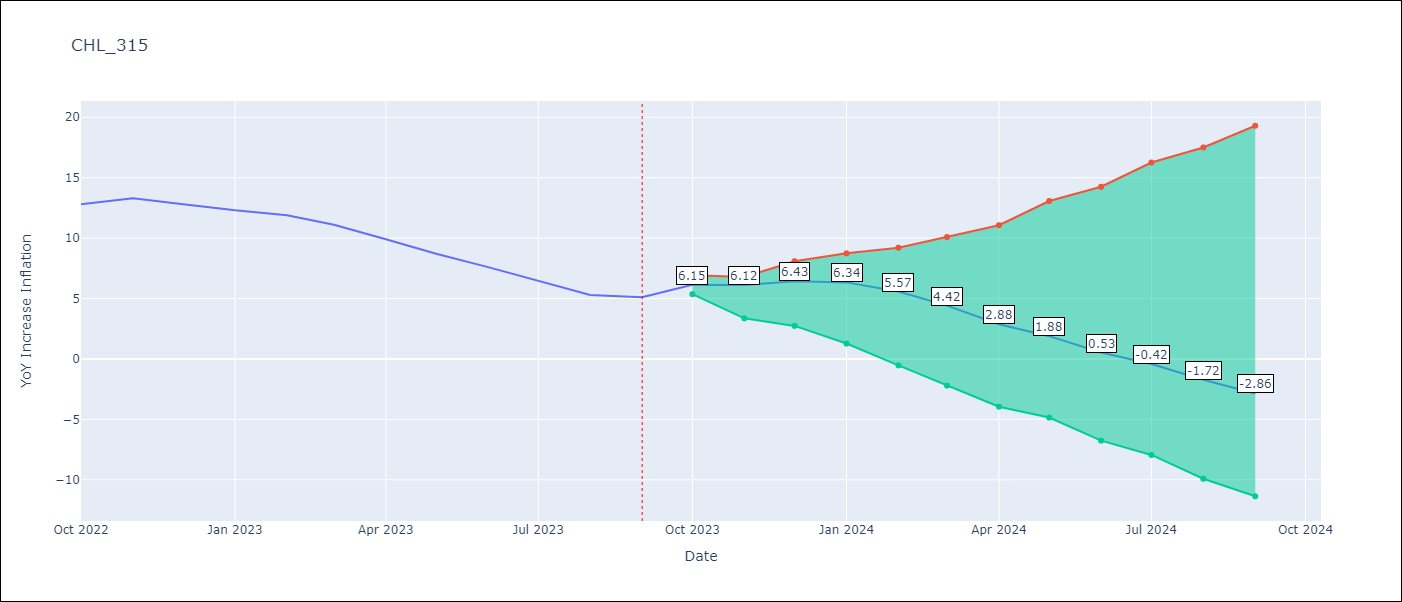 CHL_315
YoY Increase Inflation
20
15
10
5
0
−5
−10
6.15
6.12
6.43
6.34
5.57
4.42
2.88
1.88
0.53
-0.42
-1.72
-2.86
Oct 2022
Jan 2023
Apr 2023
Jul 2023
Oct 2023
Jan 2024
Apr 2024
Jul 2024
Oct 2024
Date